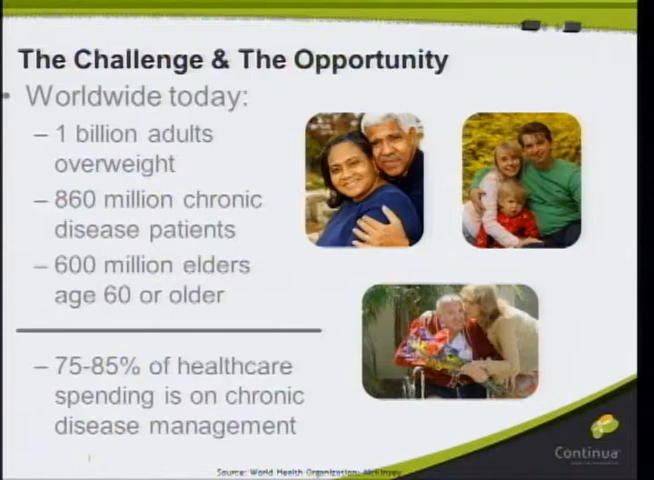 The Challenge & The Opportunity
• Worldwide today:
– 1 billion adults
overweight
– 860 million chronic
disease patients
– 600 million elders
age 60 or older
– 75-85% of healthcare
spending is on chronic
disease management
Continua
Source: World Health Organization; McKinsey